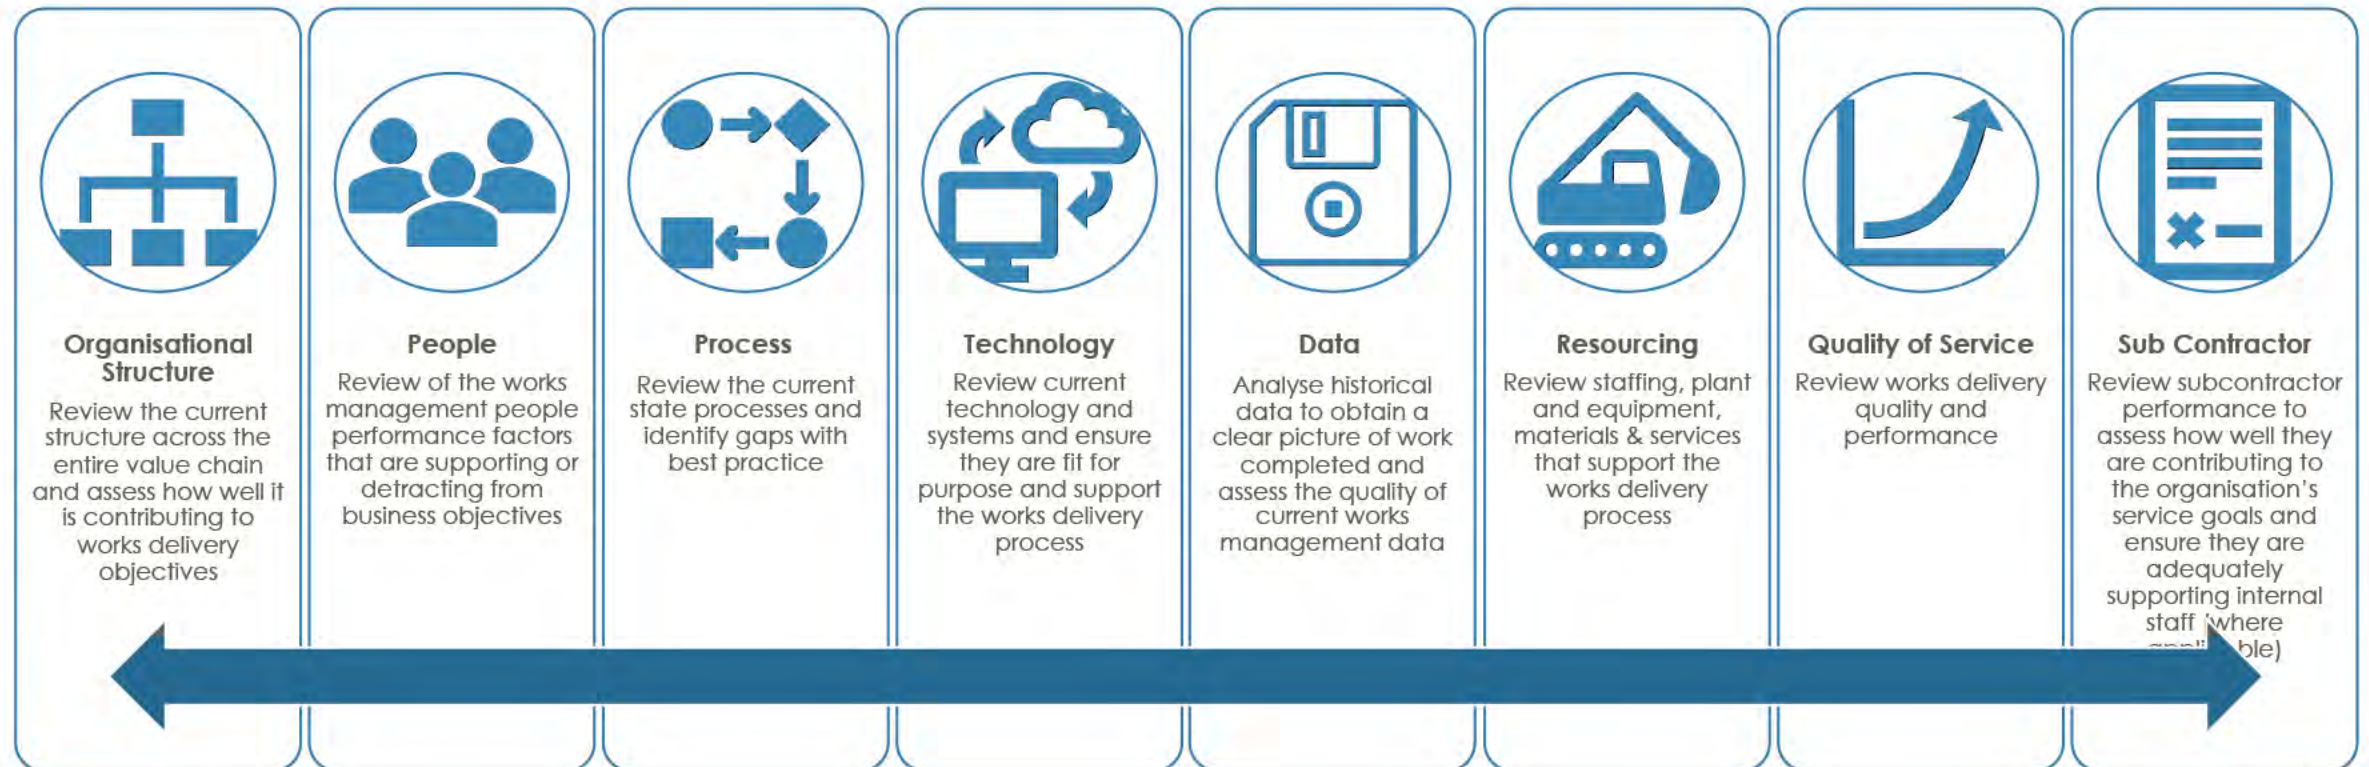 Organisational
Structure
Review the current
structure across the
entire value chain
and assess how well it
is contributing to
works delivery
objectives
People
Review of the works
management people
performance factors
that are supporting or
detracting from
business objectives
Process
Review the current
state processes and
identify gaps with
best practice
Technology
Review current
technology and
systems and ensure
they are fit for
purpose and support
the works delivery
process
Data
Analyse historical
data to obtain a
clear picture of work
completed and
assess the quality of
current works
management data
Resourcing
Review staffing, plant
and equipment,
materials & services
that support the
works delivery
process
Quality of Service
Review works delivery
quality and
performance
Sub Contractor
Review subcontractor
performance to
assess how well they
are contributing to
the organisation's
service goals and
ensure they are
adequately
supporting internal
staff (where